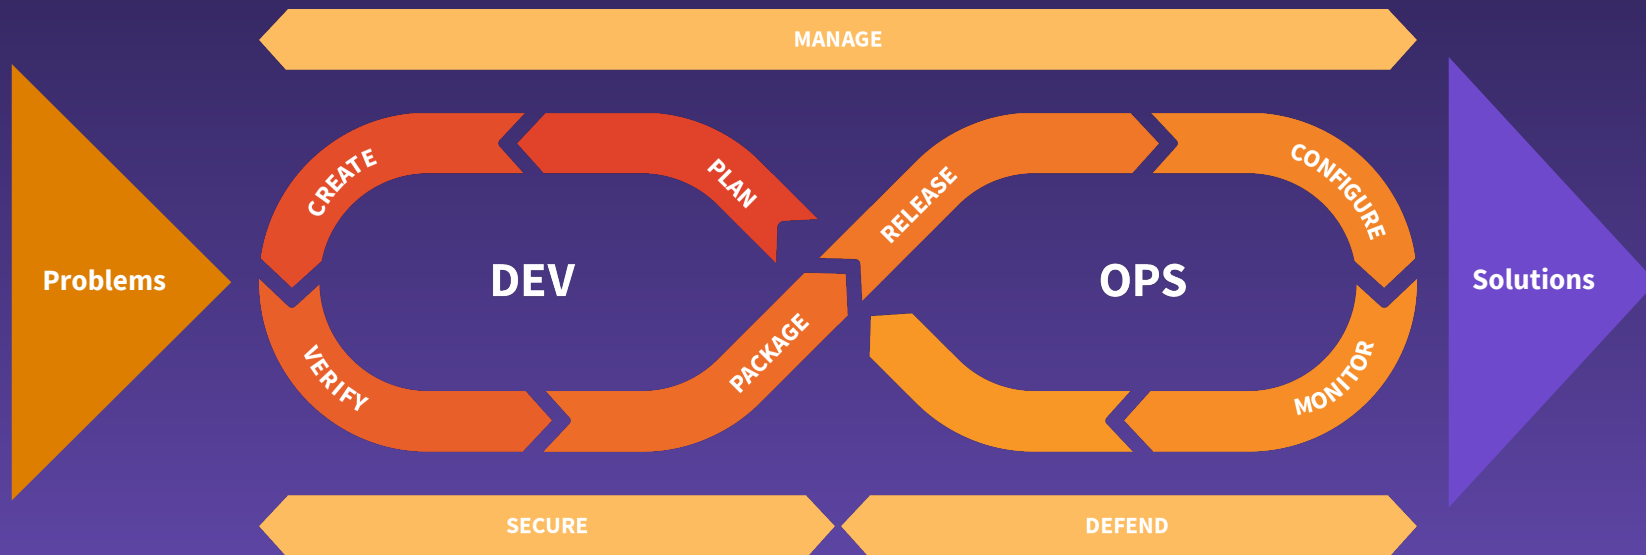 MANAGE
Problems
CREATE
PLAN
VERIFY
PACKAGE
DEV
RELEASE
CONFIGURE
MONITOR
OPS
Solutions
SECURE
DEFEND